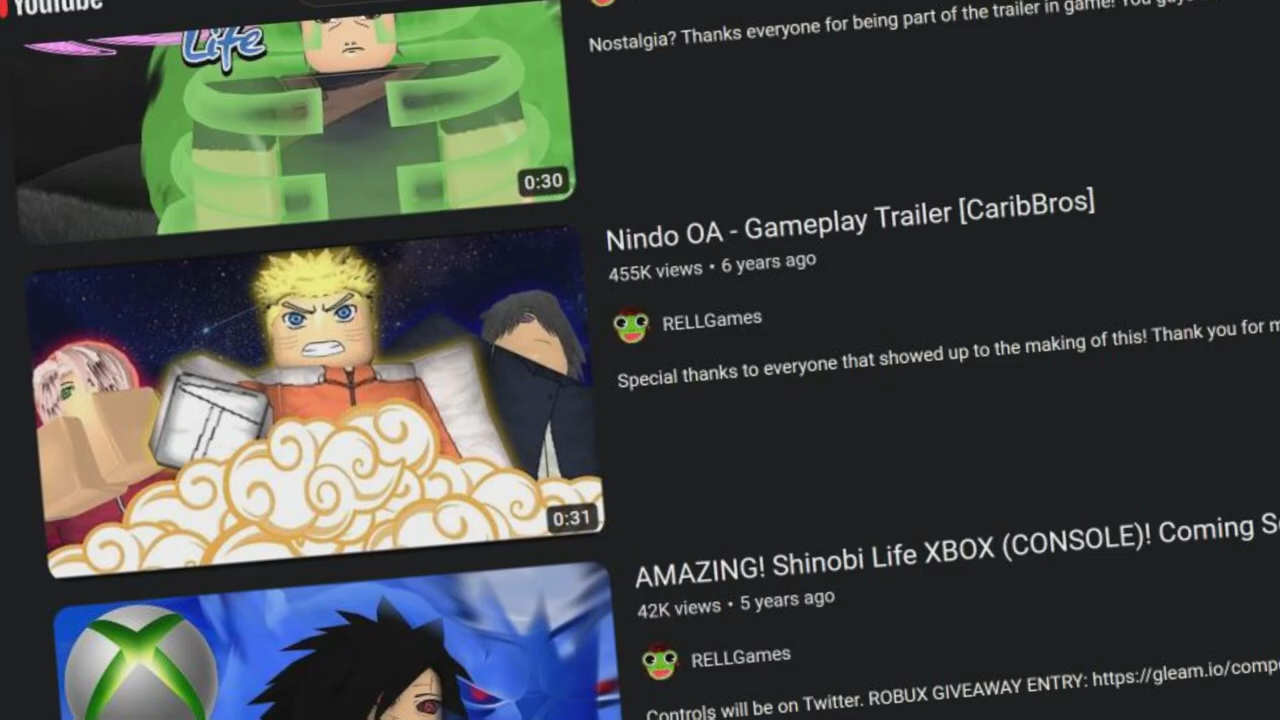 YouTube
Life
0:30
Nostalgia? Thanks everyone for being part of the trailer in game! You guys
Nindo OA - Gameplay Trailer [CaribBros]
455K views • 6 years ago
RELLGames
Special thanks to everyone that showed up to the making of this! Thank you for
0:31
AMAZING! Shinobi Life XBOX (CONSOLE)! Coming
42K views • 5 years ago
RELLGames
Controls will be on Twitter. ROBUX GIVEAWAY ENTRY: https://gleam.io/comp